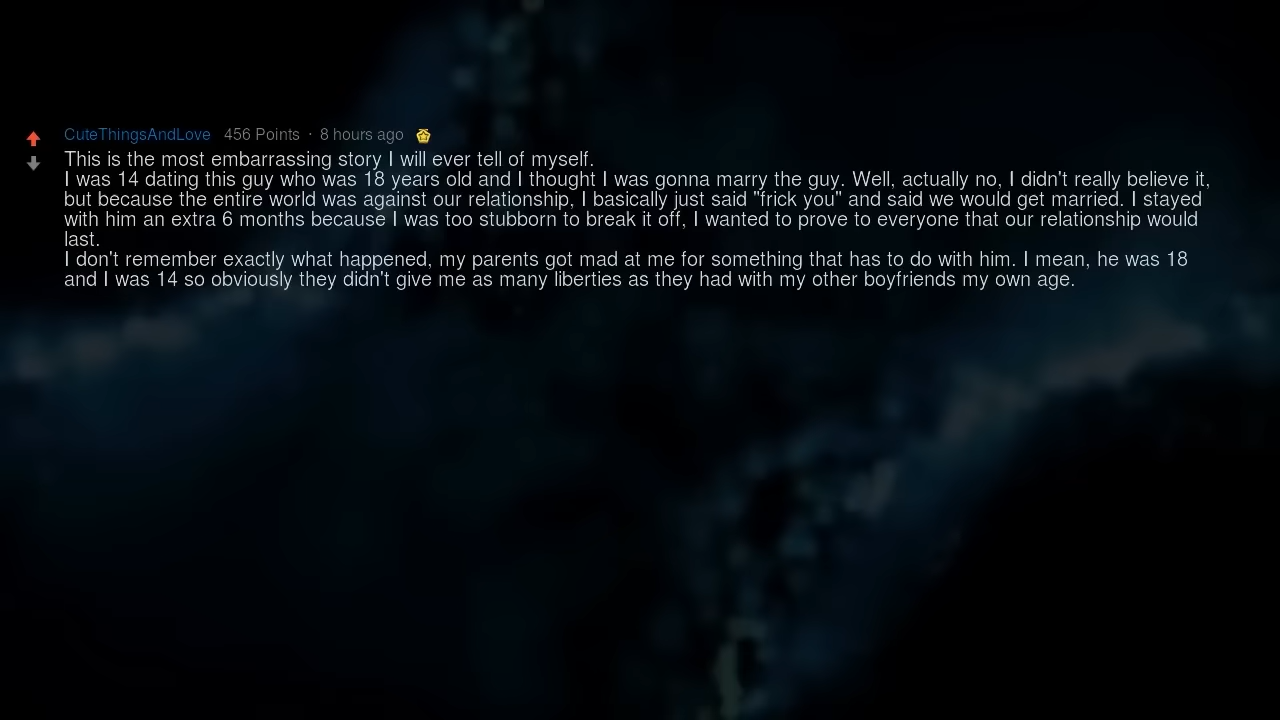 CuteThingsAndLove 456 Points · 8 hours ago
This is the most embarrassing story I will ever tell of myself.
I was 14 dating this guy who was 18 years old and I thought I was gonna marry the guy. Well, actually no, I didn't really believe it,
but because the entire world was against our relationship, I basically just said "frick you" and said we would get married. I stayed
with him an extra 6 months because I was too stubborn to break it off, I wanted to prove to everyone that our relationship would
last.
I don't remember exactly what happened, my parents got mad at me for something that has to do with him. I mean, he was 18
and I was 14 so obviously they didn't give me as many liberties as they had with my other boyfriends my own age.